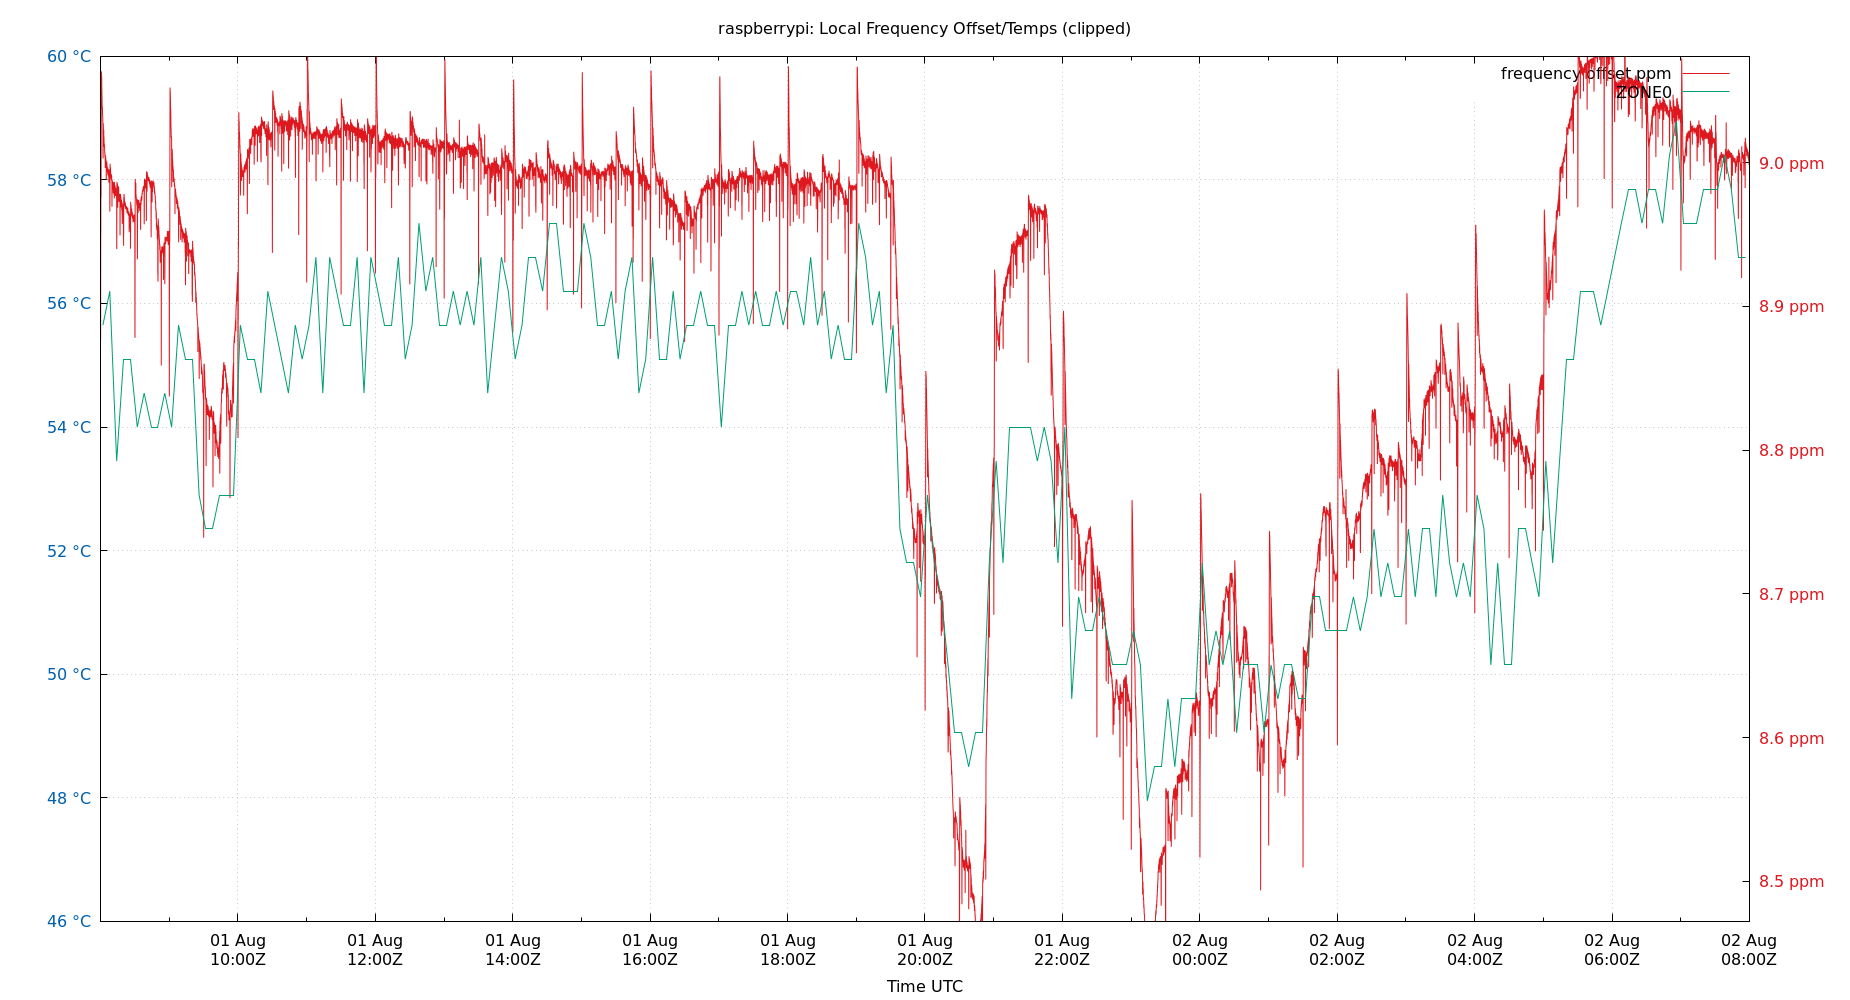 raspberrypi: Local Frequency Offset/Temps (clipped)
60 °C
58 °C
56 °C
54 °C
52 °C
50 °C
48 °C
46 °C
frequency offset ppm
ZONE0
9.0 ppm
8.9 ppm
8.8 ppm
8.7 ppm
8.6 ppm
8.5 ppm
01 Aug 01 Aug 01 Aug 01 Aug 01 Aug 01 Aug 01 Aug 02 Aug 02 Aug 02 Aug 02 Aug 02 Aug
10:00Z 12:00Z 14:00Z 16:00Z 18:00Z 20:00Z 22:00Z 00:00Z 02:00Z 04:00Z 06:00Z 08:00Z
Time UTC